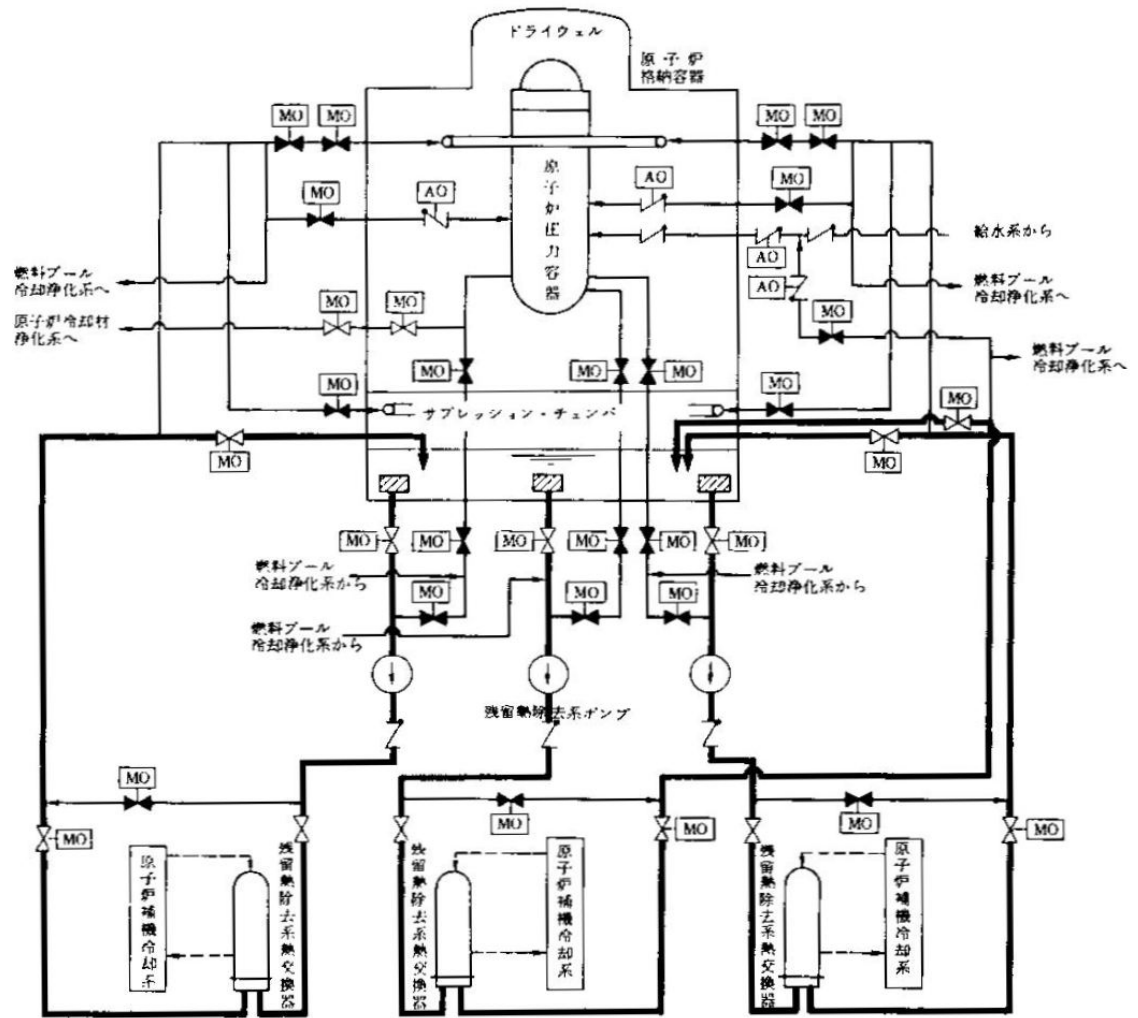 ドライウェル
原子炉
格納容器
MO
MO
MO
MO
原子炉圧力容器
MO
AO
AO
MO
給水系から
AO
燃料プール
冷却浄化系へ
AO
燃料プール
冷却浄化系へ
原子炉冷却材
浄化系へ
MO
MO
MO
燃料プール
冷却浄化系へ
MO
MO
MO
MO
サプレッション・チェンバ
MO
MO
MO
MO
MO
MO
MO
MO
MO
MO
燃料プール
冷却浄化系から
燃料プール
冷却浄化系から
MO
MO
MO
燃料プール
冷却浄化系から
残留熱除去系ポンプ
MO
MO
MO
MO
MO
MO
原子炉補機冷却系
残留熱除去系熱交換器
残留熱除去系熱交換器
原子炉補機冷却系
残留熱除去系熱交換器
原子炉補機冷却系